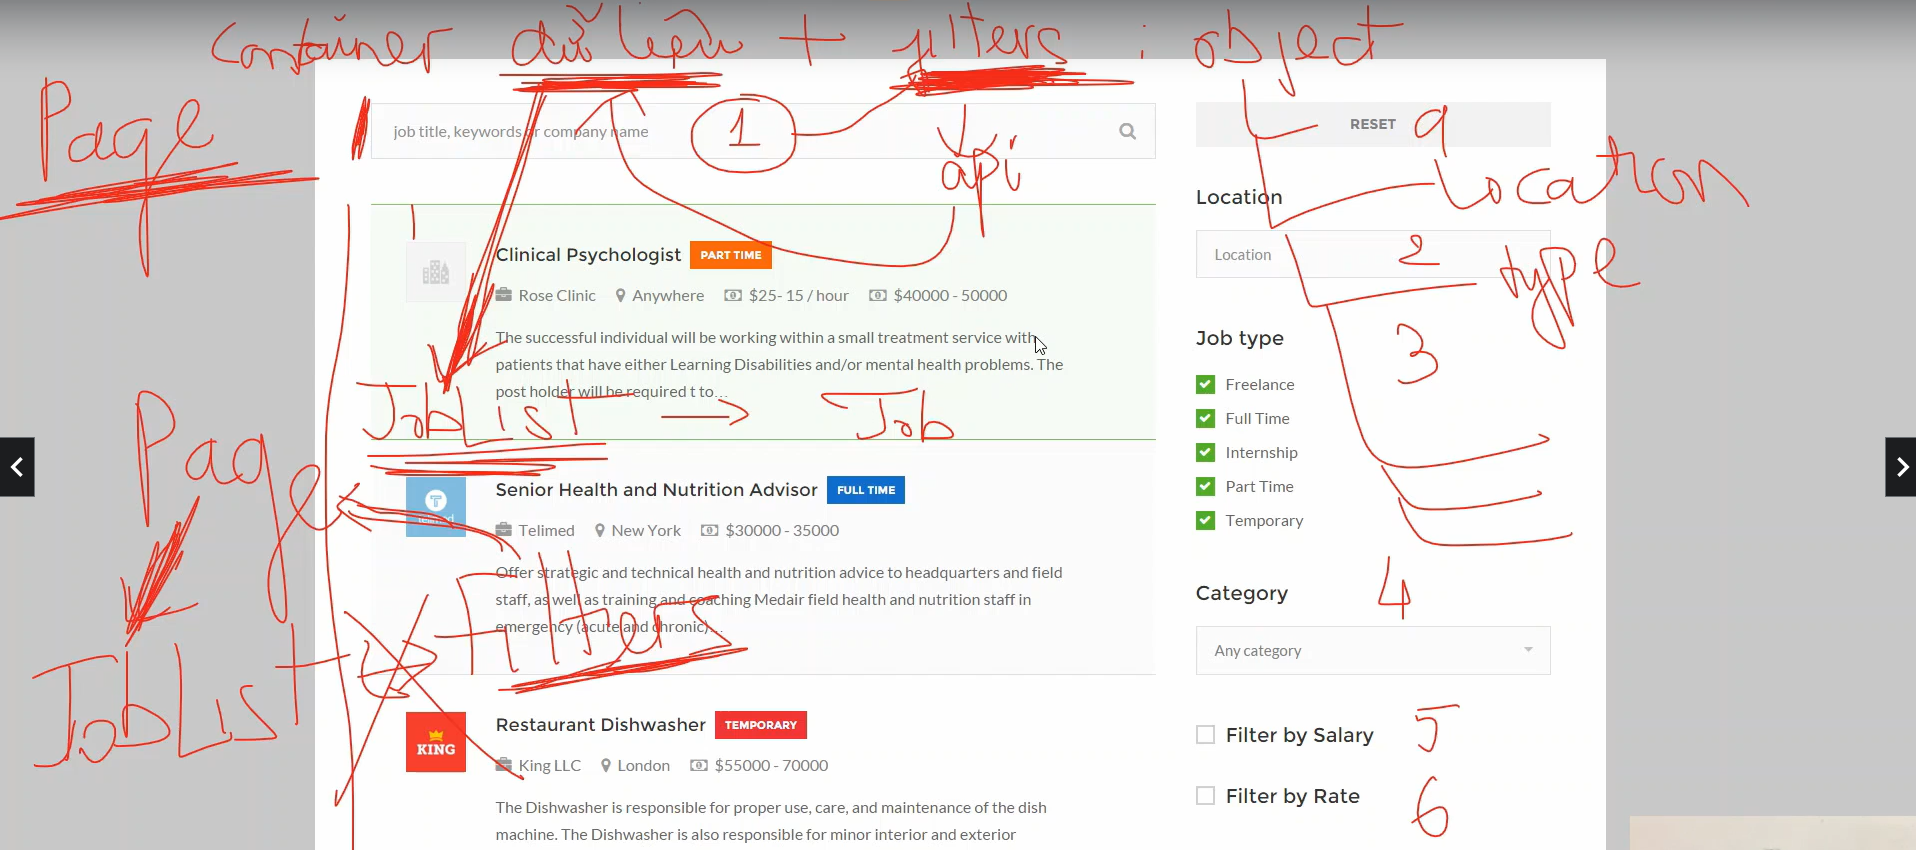 Container dữ liệu + filters : object
Page
job title, keywords or company name
1
RESET
q
api
Location
location
Location
2
type
Clinical Psychologist PART TIME
Rose Clinic Anywhere $25- 15 / hour $40000 - 50000
The successful individual will be working within a small treatment service with
patients that have either Learning Disabilities and/or mental health problems. The
post holder will be required t to...
JobList → Job
Job type
3
Freelance
Full Time
Internship
Part Time
Temporary
Page
Senior Health and Nutrition Advisor FULL TIME
Telimed New York $30000 - 35000
Offer strategic and technical health and nutrition advice to headquarters and field
staff, as well as training and coaching Medair field health and nutrition staff in
emergency (acute and chronic)...
Filters
JobList
Category
4
Any category
KING
Restaurant Dishwasher TEMPORARY
King LLC London $55000 - 70000
The Dishwasher is responsible for proper use, care, and maintenance of the dish
machine. The Dishwasher is also responsible for minor interior and exterior
Filter by Salary
5
Filter by Rate
6